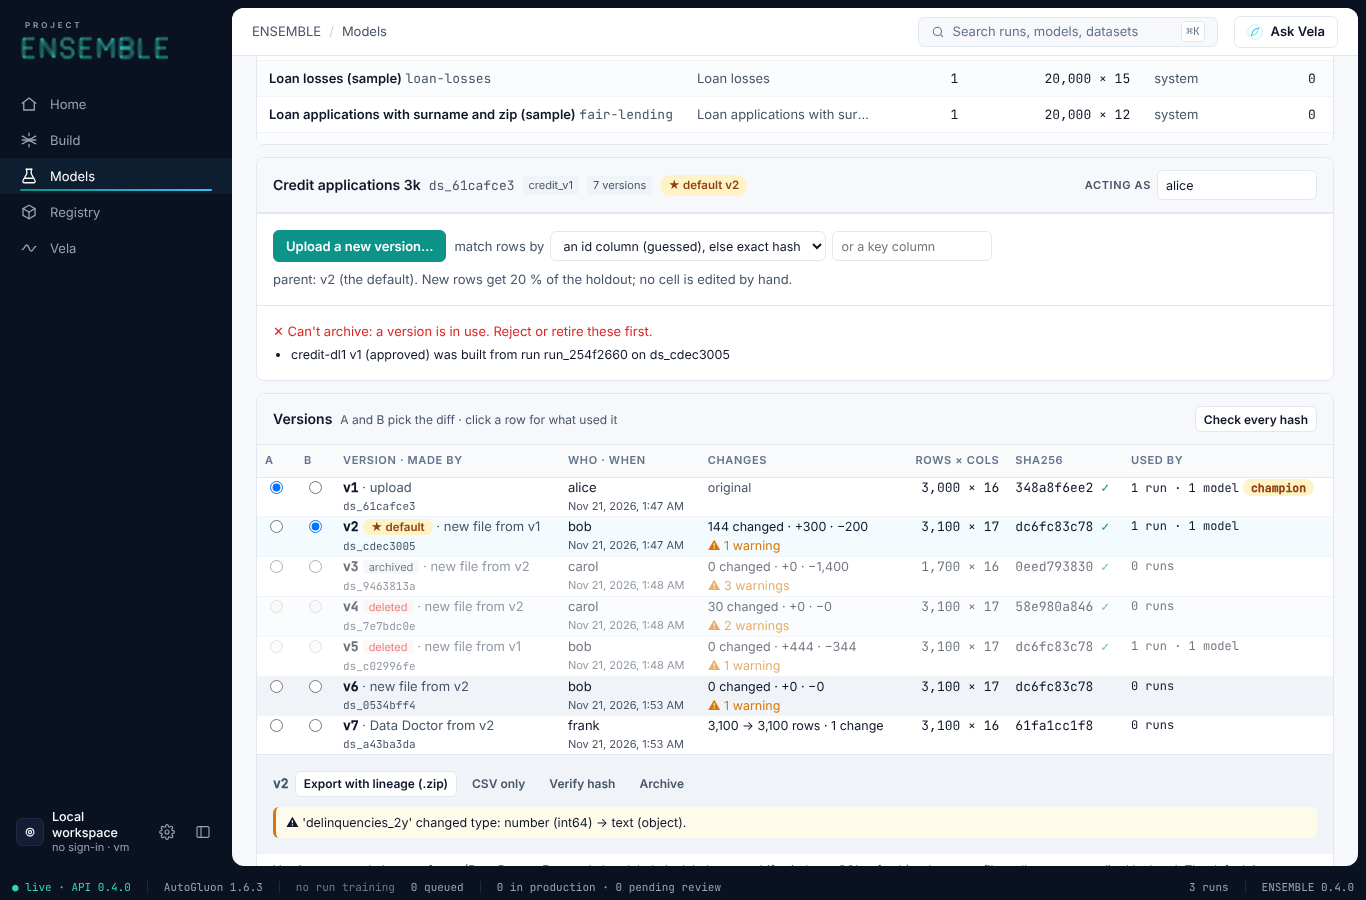 PROJECT
ENSEMBLE
Home
Build
Models
Registry
Vela
Local workspace
no sign-in · vm
ENSEMBLE / Models
Search runs, models, datasets ⌘K
Ask Vela
Loan losses (sample) loan-losses Loan losses 1 20,000 × 15 system 0
Loan applications with surname and zip (sample) fair-lending Loan applications with sur... 1 20,000 × 12 system 0
Credit applications 3k ds_61cafce3 credit_v1 7 versions ★ default v2 ACTING AS alice
Upload a new version... match rows by an id column (guessed), else exact hash or a key column
parent: v2 (the default). New rows get 20 % of the holdout; no cell is edited by hand.
✕ Can't archive: a version is in use. Reject or retire these first.
• credit-dl1 v1 (approved) was built from run run_254f2660 on ds_cdec3005
Versions A and B pick the diff · click a row for what used it Check every hash
A B VERSION · MADE BY WHO · WHEN CHANGES ROWS × COLS SHA256 USED BY
v1 · upload alice original 3,000 × 16 348a8f6ee2 ✓ 1 run · 1 model champion
ds_61cafce3 Nov 21, 2026, 1:47 AM
v2 ★ default · new file from v1 bob 144 changed · +300 · −200 3,100 × 17 dc6fc83c78 ✓ 1 run · 1 model
ds_cdec3005 Nov 21, 2026, 1:47 AM ⚠ 1 warning
v3 archived · new file from v2 carol 0 changed · +0 · −1,400 1,700 × 16 0eed793830 ✓ 0 runs
ds_9463813a Nov 21, 2026, 1:48 AM ⚠ 3 warnings
v4 deleted · new file from v2 carol 30 changed · +0 · −0 3,100 × 17 58e980a846 ✓ 0 runs
ds_7e7bdc0e Nov 21, 2026, 1:48 AM ⚠ 2 warnings
v5 deleted · new file from v1 bob 0 changed · +444 · −344 3,100 × 17 dc6fc83c78 ✓ 1 run · 1 model
ds_c02996fe Nov 21, 2026, 1:48 AM ⚠ 1 warning
v6 · new file from v2 bob 0 changed · +0 · −0 3,100 × 17 dc6fc83c78 0 runs
ds_0534bff4 Nov 21, 2026, 1:53 AM ⚠ 1 warning
v7 · Data Doctor from v2 frank 3,100 → 3,100 rows · 1 change 3,100 × 16 61fa1cc1f8 0 runs
ds_a43ba3da Nov 21, 2026, 1:53 AM
v2 Export with lineage (.zip) CSV only Verify hash Archive
⚠ 'delinquencies_2y' changed type: number (int64) → text (object).
● live · API 0.4.0 AutoGluon 1.6.3 no run training 0 queued 0 in production · 0 pending review 3 runs ENSEMBLE 0.4.0